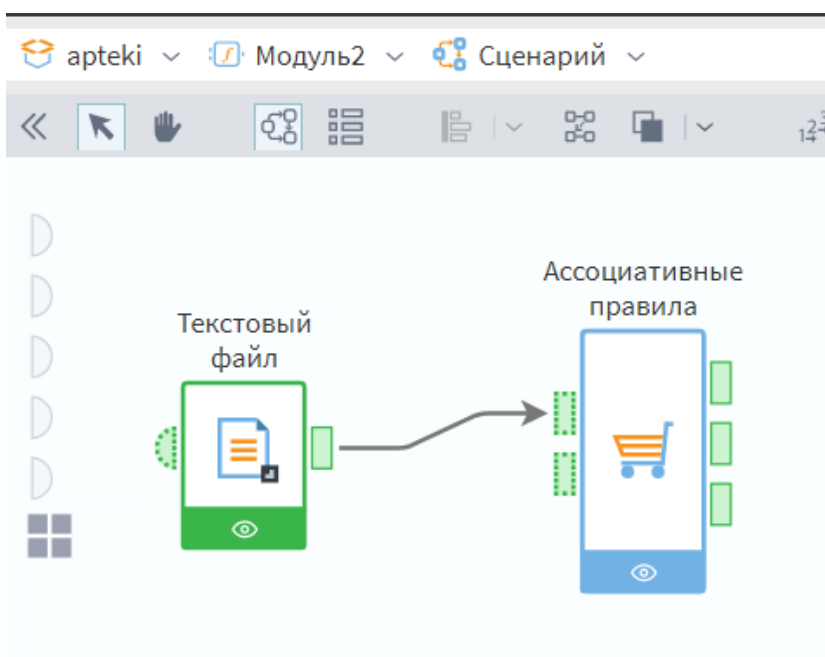 apteki Модуль2 Сценарий
Ассоциативные
правила
Текстовый
файл